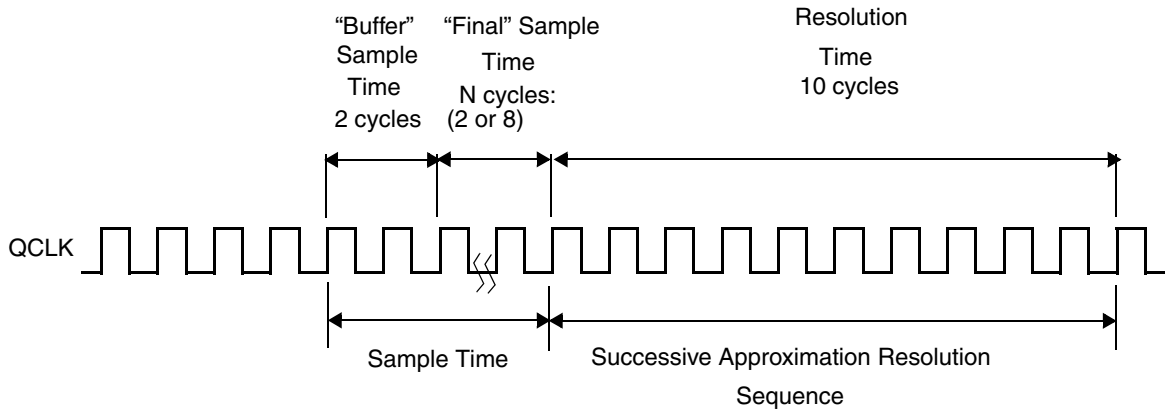 “Buffer”
Sample
Time
2 cycles
“Final” Sample
Time
N cycles:
(2 or 8)
Resolution
Time
10 cycles
QCLK
Sample Time
Successive Approximation Resolution
Sequence